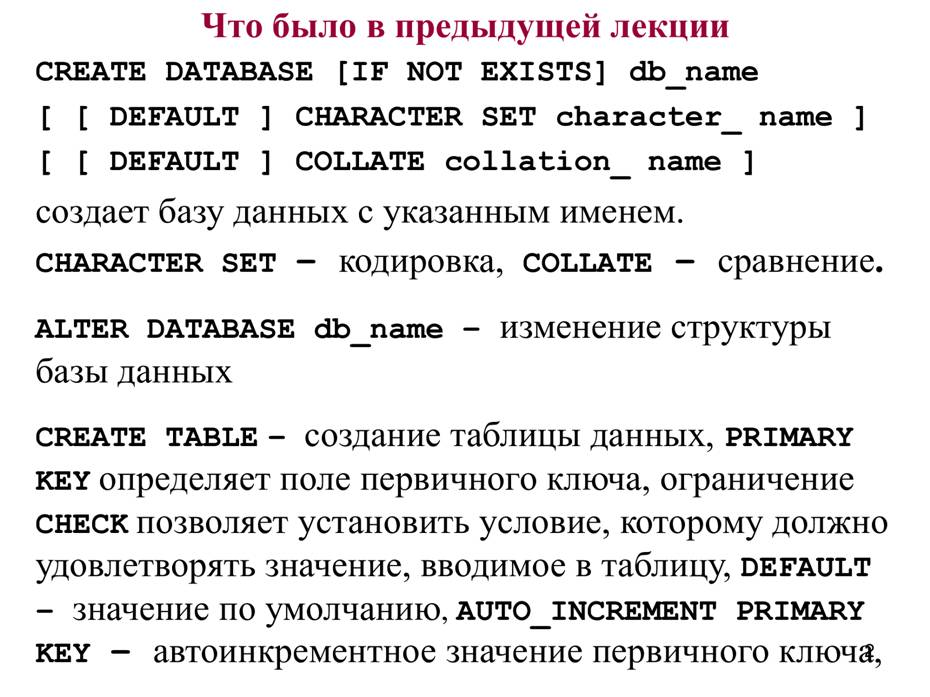 Что было в предыдущей лекции
CREATE DATABASE [IF NOT EXISTS] db_name
[ [ DEFAULT ] CHARACTER SET character_ name ]
[ [ DEFAULT ] COLLATE collation_ name ]
создает базу данных с указанным именем.
CHARACTER SET – кодировка, COLLATE – сравнение.
ALTER DATABASE db_name – изменение структуры
базы данных
CREATE TABLE – создание таблицы данных, PRIMARY
KEY определяет поле первичного ключа, ограничение
CHECK позволяет установить условие, которому должно
удовлетворять значение, вводимое в таблицу, DEFAULT
– значение по умолчанию, AUTO_INCREMENT PRIMARY
KEY – автоинкрементное значение первичного ключа,
2